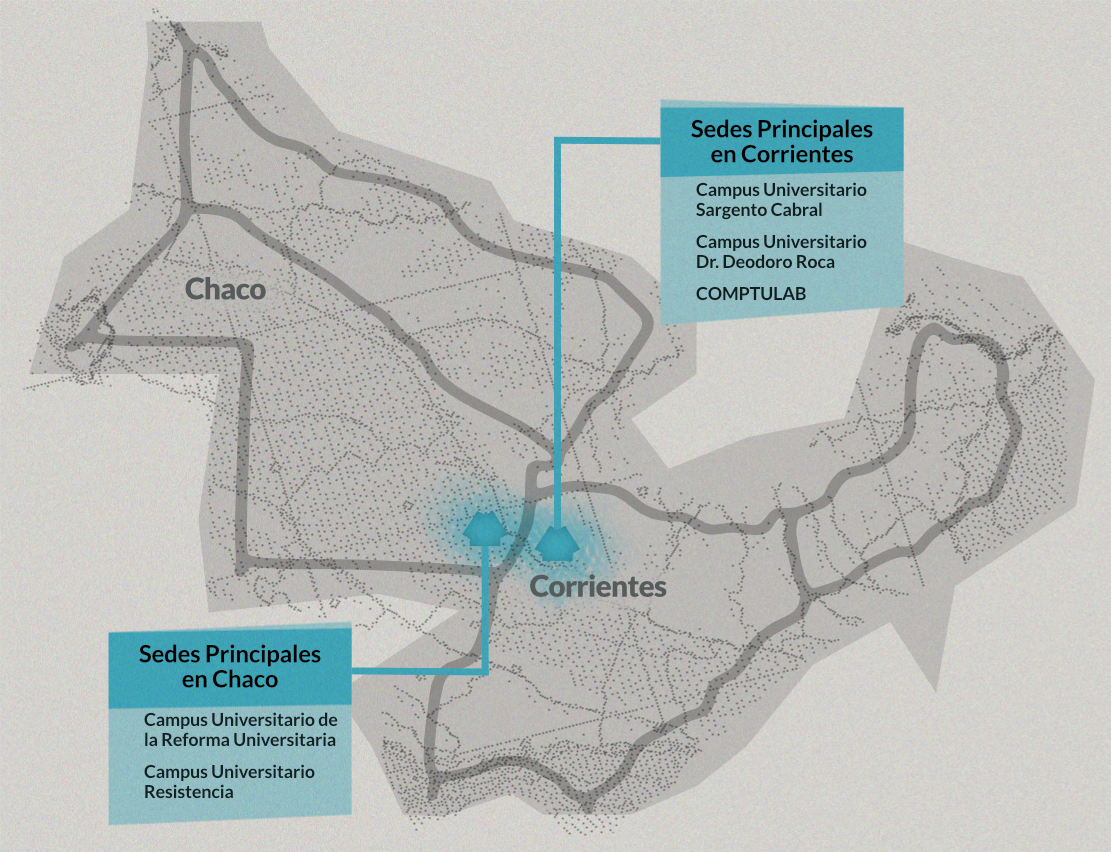 Sedes Principales
en Corrientes
Campus Universitario
Sargento Cabral
Campus Universitario
Dr. Deodoro Roca
COMPTULAB
Chaco
Corrientes
Sedes Principales
en Chaco
Campus Universitario de
la Reforma Universitaria
Campus Universitario
Resistencia